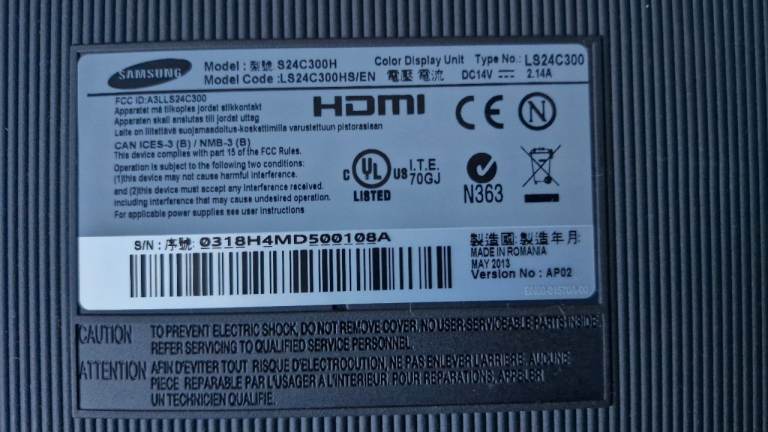 SAMSUNG
Model : 型號 S24C300H
Model Code : LS24C300HS/EN
Color Display Unit Type No.: LS24C300
電壓 電流 DC14V ⎓ 2.14A
FCC ID:A3LLS24C300
Apparatet må tilkoples jordet stikkontakt
Apparaten skall anslutas till jordat uttag
Laite on liitettävä suojamaadoitus-koskettimilla varustettuun pistorasiaan
HDMI
CE
N
CAN ICES-3 (B) / NMB-3 (B)
This device complies with part 15 of the FCC Rules.
Operation is subject to the following two conditions:
(1)this device may not cause harmful interference.
and (2)this device must accept any interference received.
including interference that may cause undesired operation.
For applicable power supplies see user instructions
C UL US
LISTED
I.T.E.
70GJ
N363
S/N : 序號: 0318H4MD500108A
製造國: 製造年月:
MADE IN ROMANIA
MAY 2013
Version No : AP02
CAUTION TO PREVENT ELECTRIC SHOCK, DO NOT REMOVE COVER, NO USER-SERVICEABLE PARTS INSIDE,
REFER SERVICING TO QUALIFIED SERVICE PERSONNEL.
ATTENTION AFIN D'EVITER TOUT RISQUE D'ELECTROCUTION, NE PAS ENLEVER L'ARRIERE. AUCUNE
PIECE REPARABLE PAR L'USAGER A L'INTERIEUR. POUR REPARATIONS, APPELER
UN TECHNICIEN QUALIFIE.